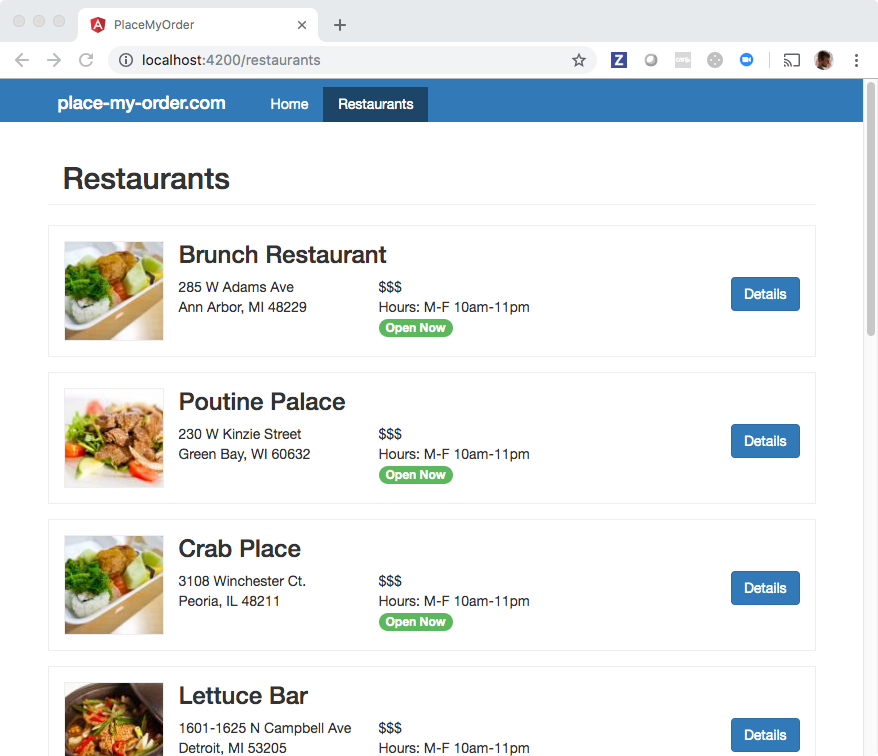 PlaceMyOrder
localhost:4200/restaurants
place-my-order.com Home Restaurants
Restaurants
Brunch Restaurant
285 W Adams Ave
Ann Arbor, MI 48229
$$$
Hours: M-F 10am-11pm
Open Now
Details
Poutine Palace
230 W Kinzie Street
Green Bay, WI 60632
$$$
Hours: M-F 10am-11pm
Open Now
Details
Crab Place
3108 Winchester Ct.
Peoria, IL 48211
$$$
Hours: M-F 10am-11pm
Open Now
Details
Lettuce Bar
1601-1625 N Campbell Ave
Detroit, MI 53205
$$$
Hours: M-F 10am-11pm
Details